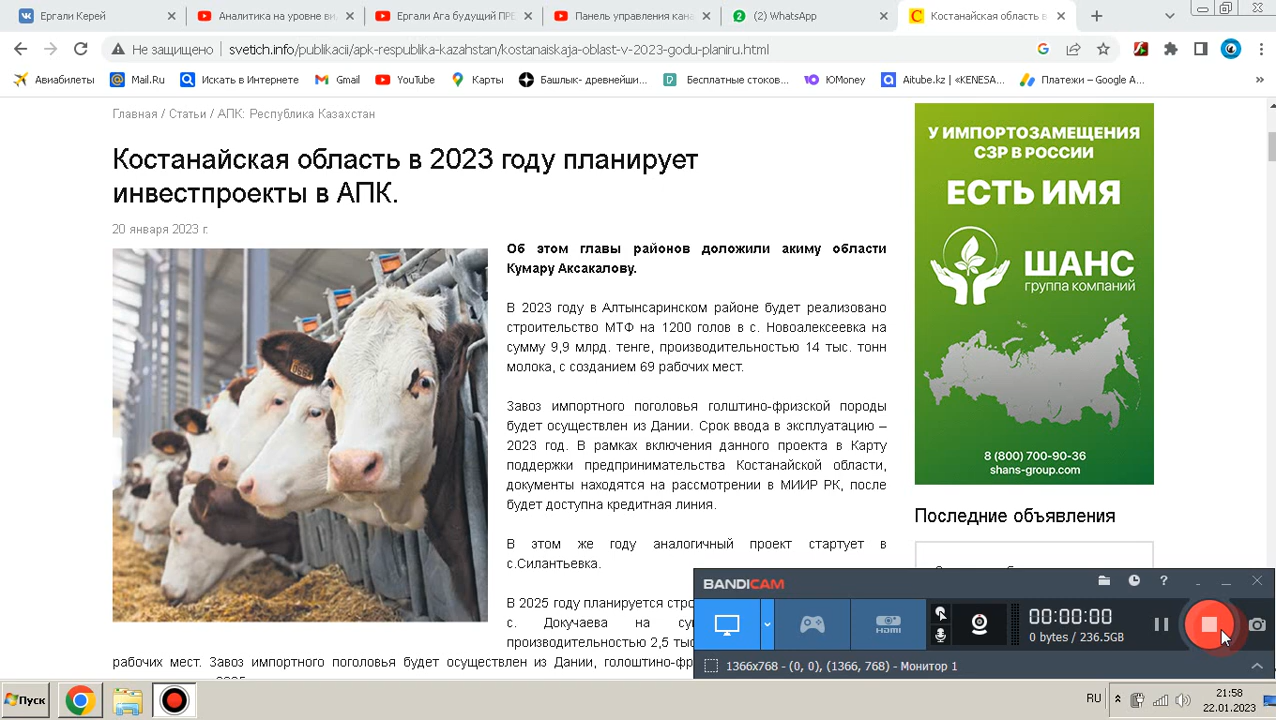 Ергали Керей
Аналитика на уровне ви
Ергали Ага будущий ПРЕ
Панель управления кана
(2) WhatsApp
Костанайская область в
Не защищено
svetich.info/publikacii/apk-respublika-kazahstan/kostanaiskaja-oblast-v-2023-godu-planiru.html
Авиабилеты
Mail.Ru
Искать в Интернете
Gmail
YouTube
Карты
Башлык- древнейши...
Бесплатные стоков...
ЮMoney
Aitube.kz | «KENESA...
Платежи – Google A...
Главная / Статьи / АПК: Республика Казахстан
Костанайская область в 2023 году планирует
инвестпроекты в АПК.
20 января 2023 г.
Об этом главы районов доложили акиму области
Кумару Аксакалову.
В 2023 году в Алтынсаринском районе будет реализовано
строительство МТФ на 1200 голов в с. Новоалексеевка на
сумму 9,9 млрд. тенге, производительностью 14 тыс. тонн
молока, с созданием 69 рабочих мест.
Завоз импортного поголовья голштино-фризской породы
будет осуществлен из Дании. Срок ввода в эксплуатацию –
2023 год. В рамках включения данного проекта в Карту
поддержки предпринимательства Костанайской области,
документы находятся на рассмотрении в МИИР РК, после
будет доступна кредитная линия.
В этом же году аналогичный проект стартует в
с.Силантьевка.
В 2025 году планируется стро
с. Докучаева на су
производительностью 2,5 тыс
рабочих мест. Завоз импортного поголовья будет осуществлен из Дании, голоштино-фр
У ИМПОРТОЗАМЕЩЕНИЯ
СЗР В РОССИИ
ЕСТЬ ИМЯ
ШАНС
группа компаний
8 (800) 700-90-36
shans-group.com
Последние объявления
BANDICAM
HDMI
00:00:00
0 bytes / 236.5GB
1366x768 - (0, 0), (1366, 768) - Монитор 1
Пуск
RU
21:58
22.01.2023